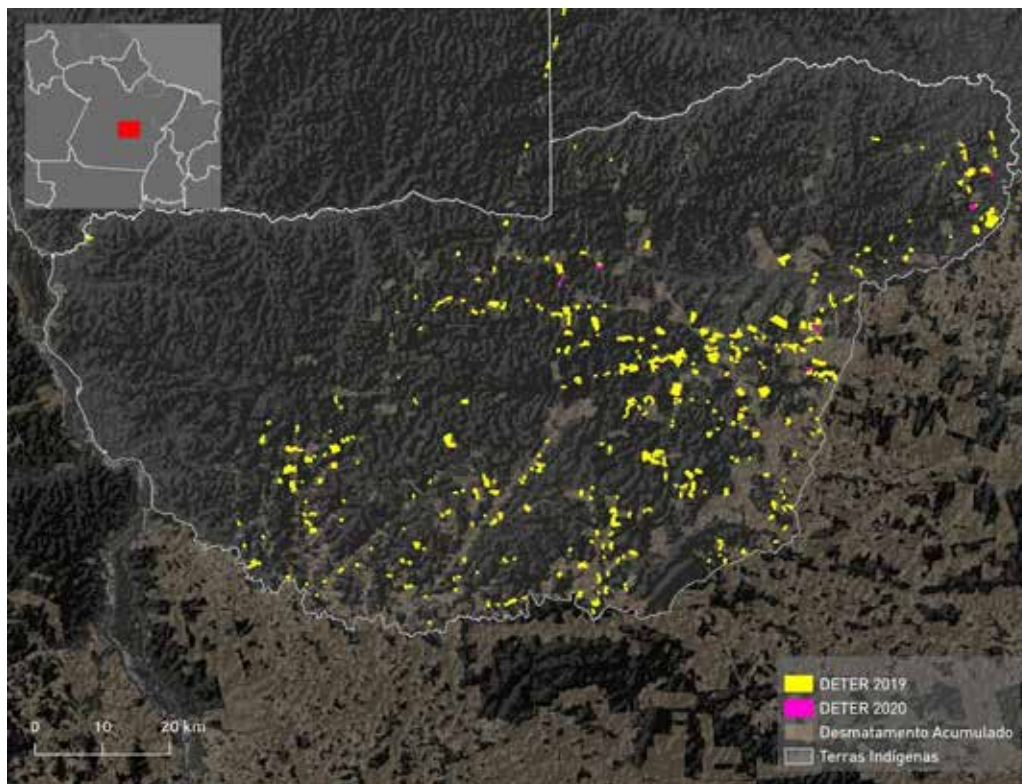 DETER 2019
DETER 2020
Desmatamento Acumulado
Terras Indígenas
0 10 20 km